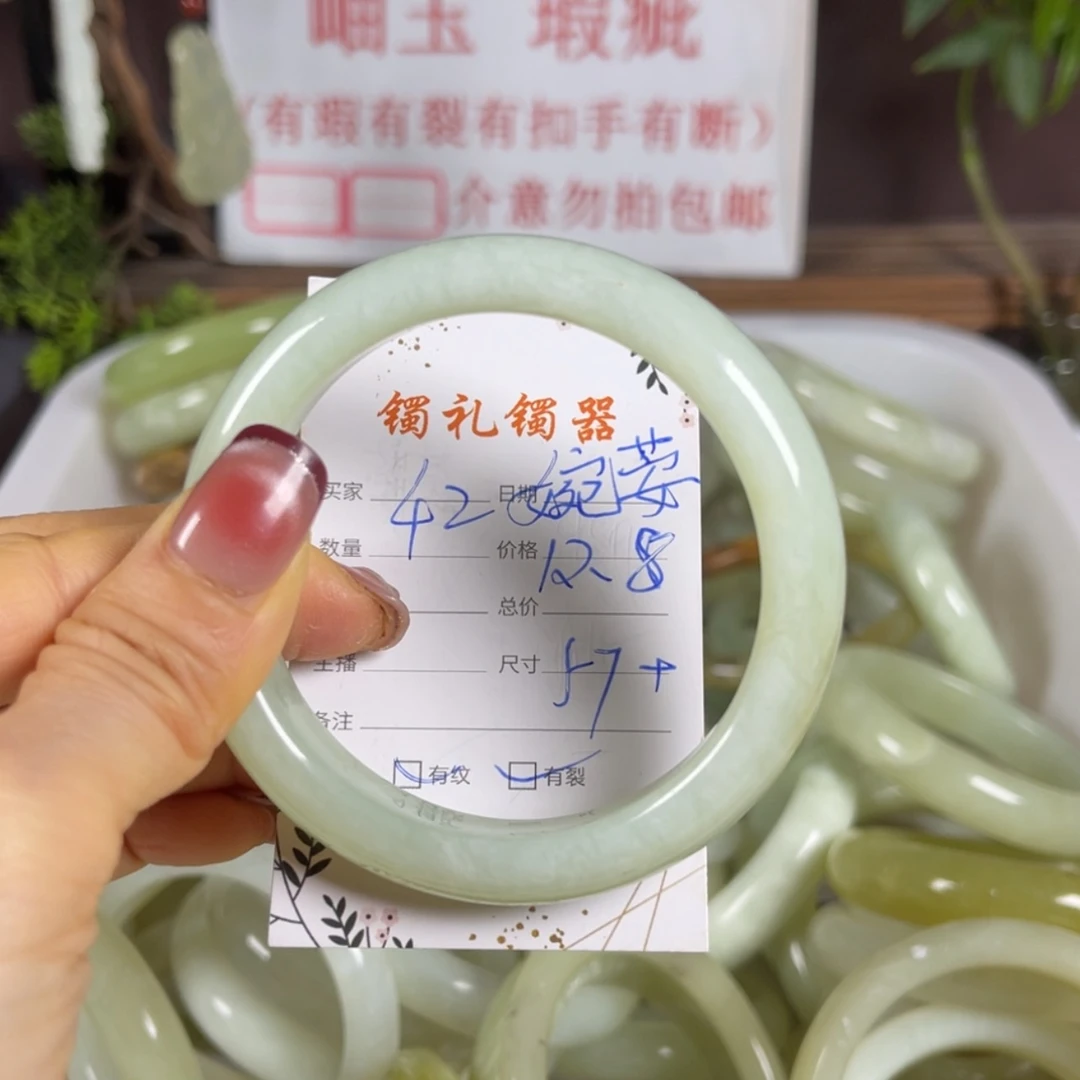 岫玉 瑕疵
（有瑕有裂有扣手有断）
介意勿拍包邮
镯礼镯器
买家 42 日期 婉
数量 价格 12.8
总价
主播 尺寸 57+
备注
有纹 有裂